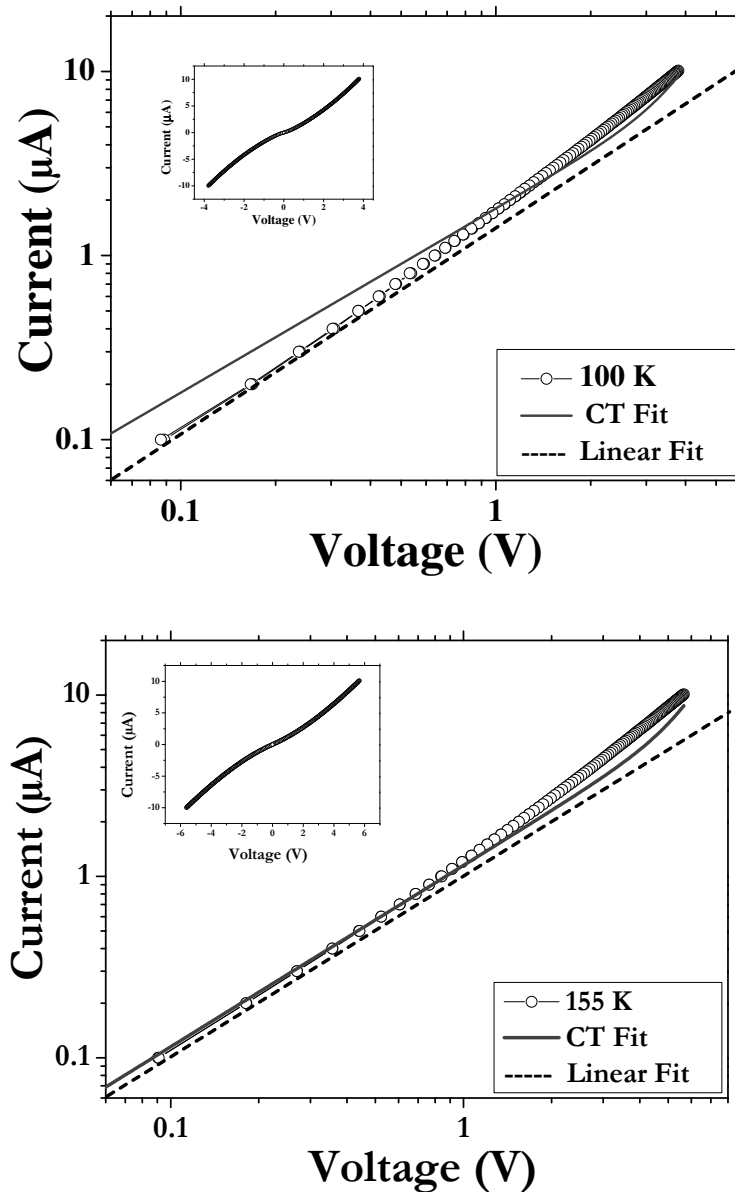 10
1
0.1
Current (µA)
0.1
1
Voltage (V)
10
5
0
-5
-10
Current (µA)
-4
-2
0
2
4
Voltage (V)
100 K
CT Fit
Linear Fit
10
1
0.1
Current (µA)
0.1
1
Voltage (V)
10
5
0
-5
-10
Current (µA)
-6
-4
-2
0
2
4
6
Voltage (V)
155 K
CT Fit
Linear Fit